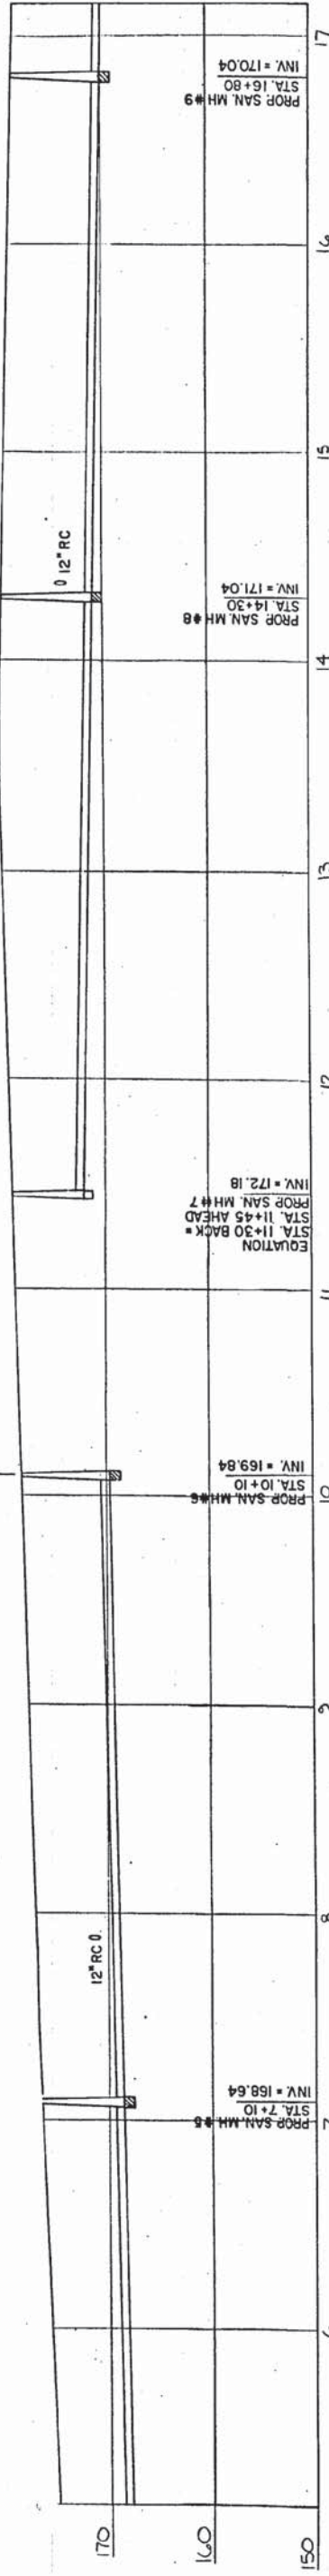 170
160
150
6
7
8
9
10
11
12
13
14
15
16
17
12" RC
12" RC
PROP. SAN. MH #5
STA. 7+10
INV. = 168.64
PROP. SAN. MH #6
STA. 10+10
INV. = 169.84
EQUATION
STA. 11+30 BACK =
STA. 11+45 AHEAD
PROP. SAN. MH #7
INV. = 172.18
PROP. SAN. MH #8
STA. 14+30
INV. = 171.04
PROP. SAN. MH #9
STA. 16+80
INV. = 170.04